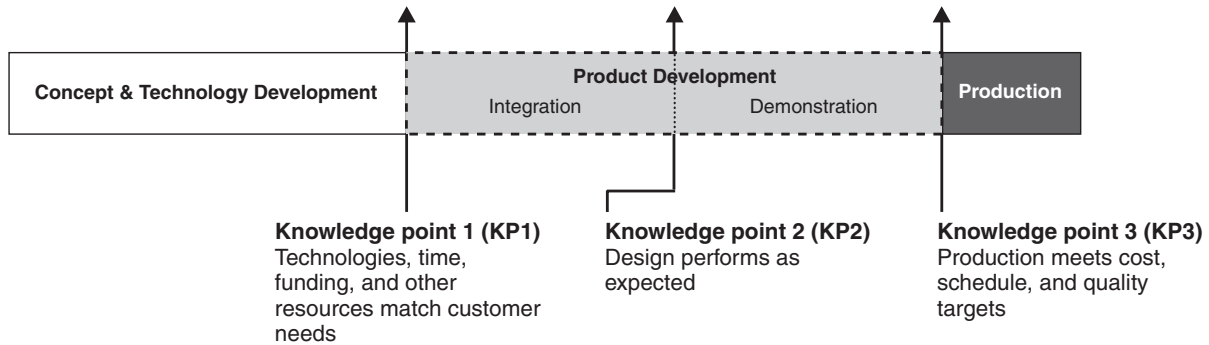 Concept & Technology Development
Product Development
Integration
Demonstration
Production
Knowledge point 1 (KP1)
Technologies, time,
funding, and other
resources match customer
needs
Knowledge point 2 (KP2)
Design performs as
expected
Knowledge point 3 (KP3)
Production meets cost,
schedule, and quality
targets